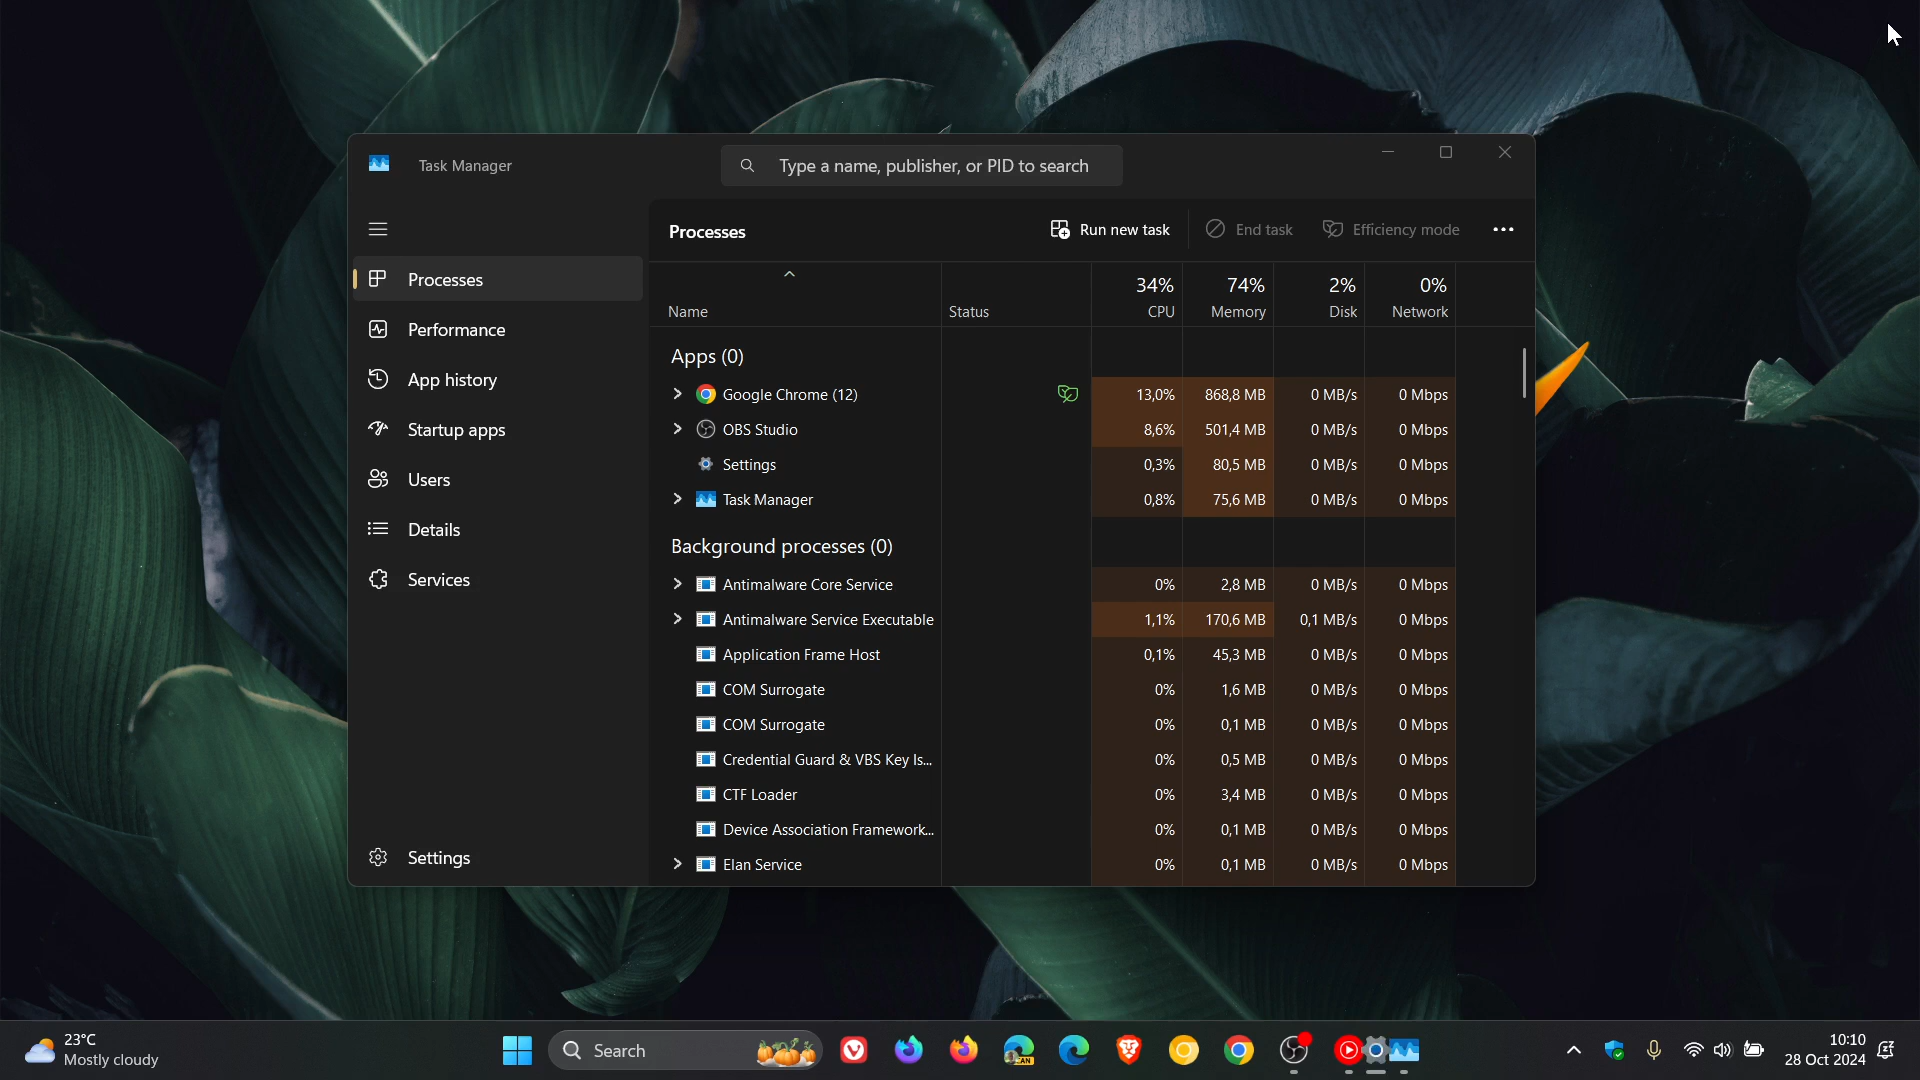 Task Manager
Type a name, publisher, or PID to search
Processes
Run new task
End task
Efficiency mode
Processes
Performance
App history
Startup apps
Users
Details
Services
Settings
34% 74% 2% 0%
Name Status CPU Memory Disk Network
Apps (0)
Google Chrome (12) 13,0% 868,8 MB 0 MB/s 0 Mbps
OBS Studio 8,6% 501,4 MB 0 MB/s 0 Mbps
Settings 0,3% 80,5 MB 0 MB/s 0 Mbps
Task Manager 0,8% 75,6 MB 0 MB/s 0 Mbps
Background processes (0)
Antimalware Core Service 0% 2,8 MB 0 MB/s 0 Mbps
Antimalware Service Executable 1,1% 170,6 MB 0,1 MB/s 0 Mbps
Application Frame Host 0,1% 45,3 MB 0 MB/s 0 Mbps
COM Surrogate 0% 1,6 MB 0 MB/s 0 Mbps
COM Surrogate 0% 0,1 MB 0 MB/s 0 Mbps
Credential Guard & VBS Key Is... 0% 0,5 MB 0 MB/s 0 Mbps
CTF Loader 0% 3,4 MB 0 MB/s 0 Mbps
Device Association Framework... 0% 0,1 MB 0 MB/s 0 Mbps
Elan Service 0% 0,1 MB 0 MB/s 0 Mbps
23°C
Mostly cloudy
Search
CAN
10:10
28 Oct 2024